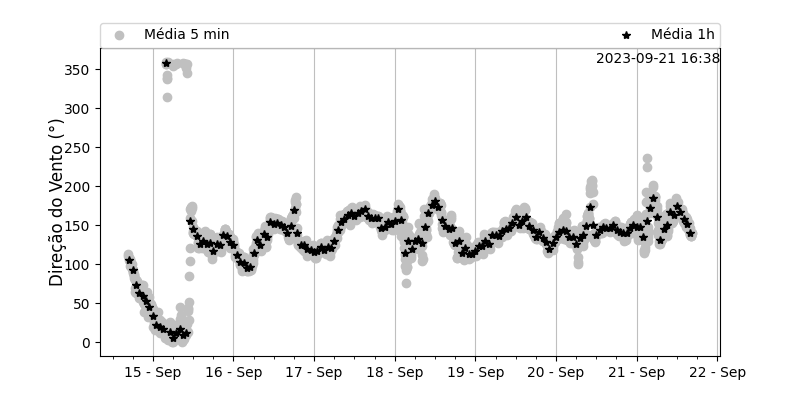 Média 5 min
Média 1h
2023-09-21 16:38
Direção do Vento (°)
350
300
250
200
150
100
50
0
15 - Sep
16 - Sep
17 - Sep
18 - Sep
19 - Sep
20 - Sep
21 - Sep
22 - Sep